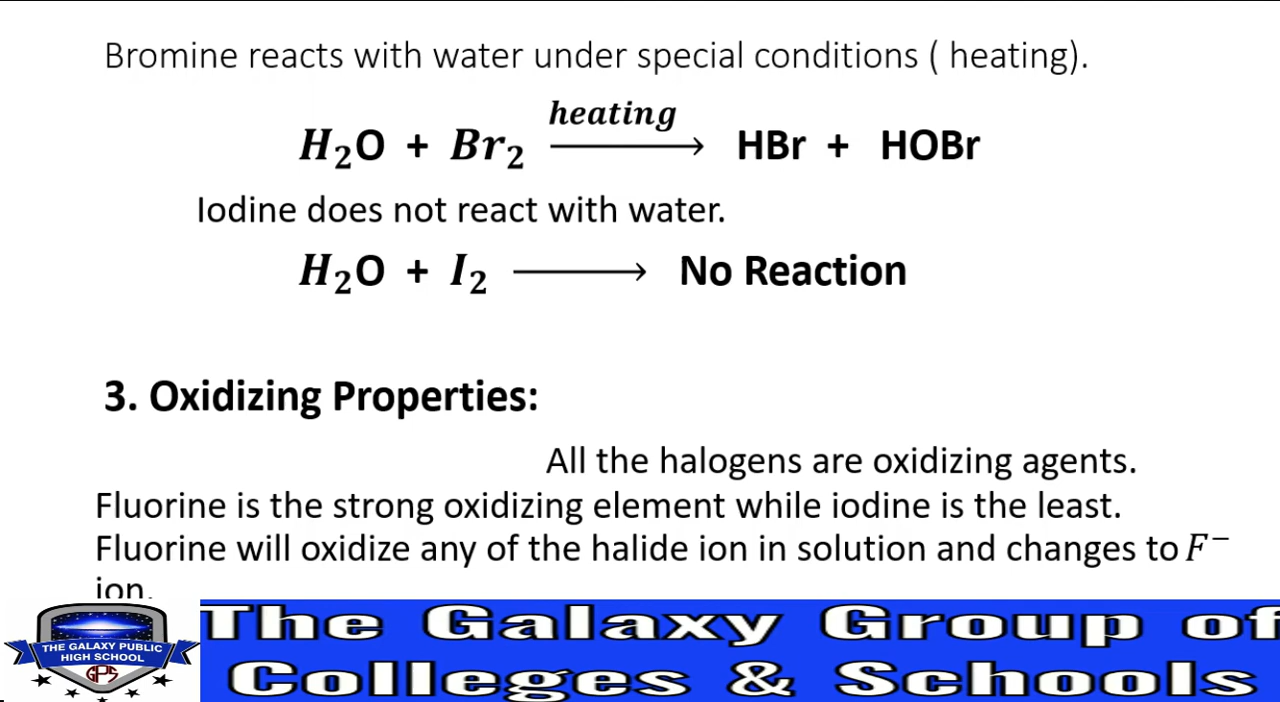 Bromine reacts with water under special conditions ( heating).
heating
H₂O + Br₂ ⟶ HBr + HOBr
Iodine does not react with water.
H₂O + I₂ ⟶ No Reaction
3. Oxidizing Properties:
All the halogens are oxidizing agents.
Fluorine is the strong oxidizing element while iodine is the least.
Fluorine will oxidize any of the halide ion in solution and changes to F⁻
ion.
THE GALAXY PUBLIC
HIGH SCHOOL
GPS
The Galaxy Group of
Colleges & Schools